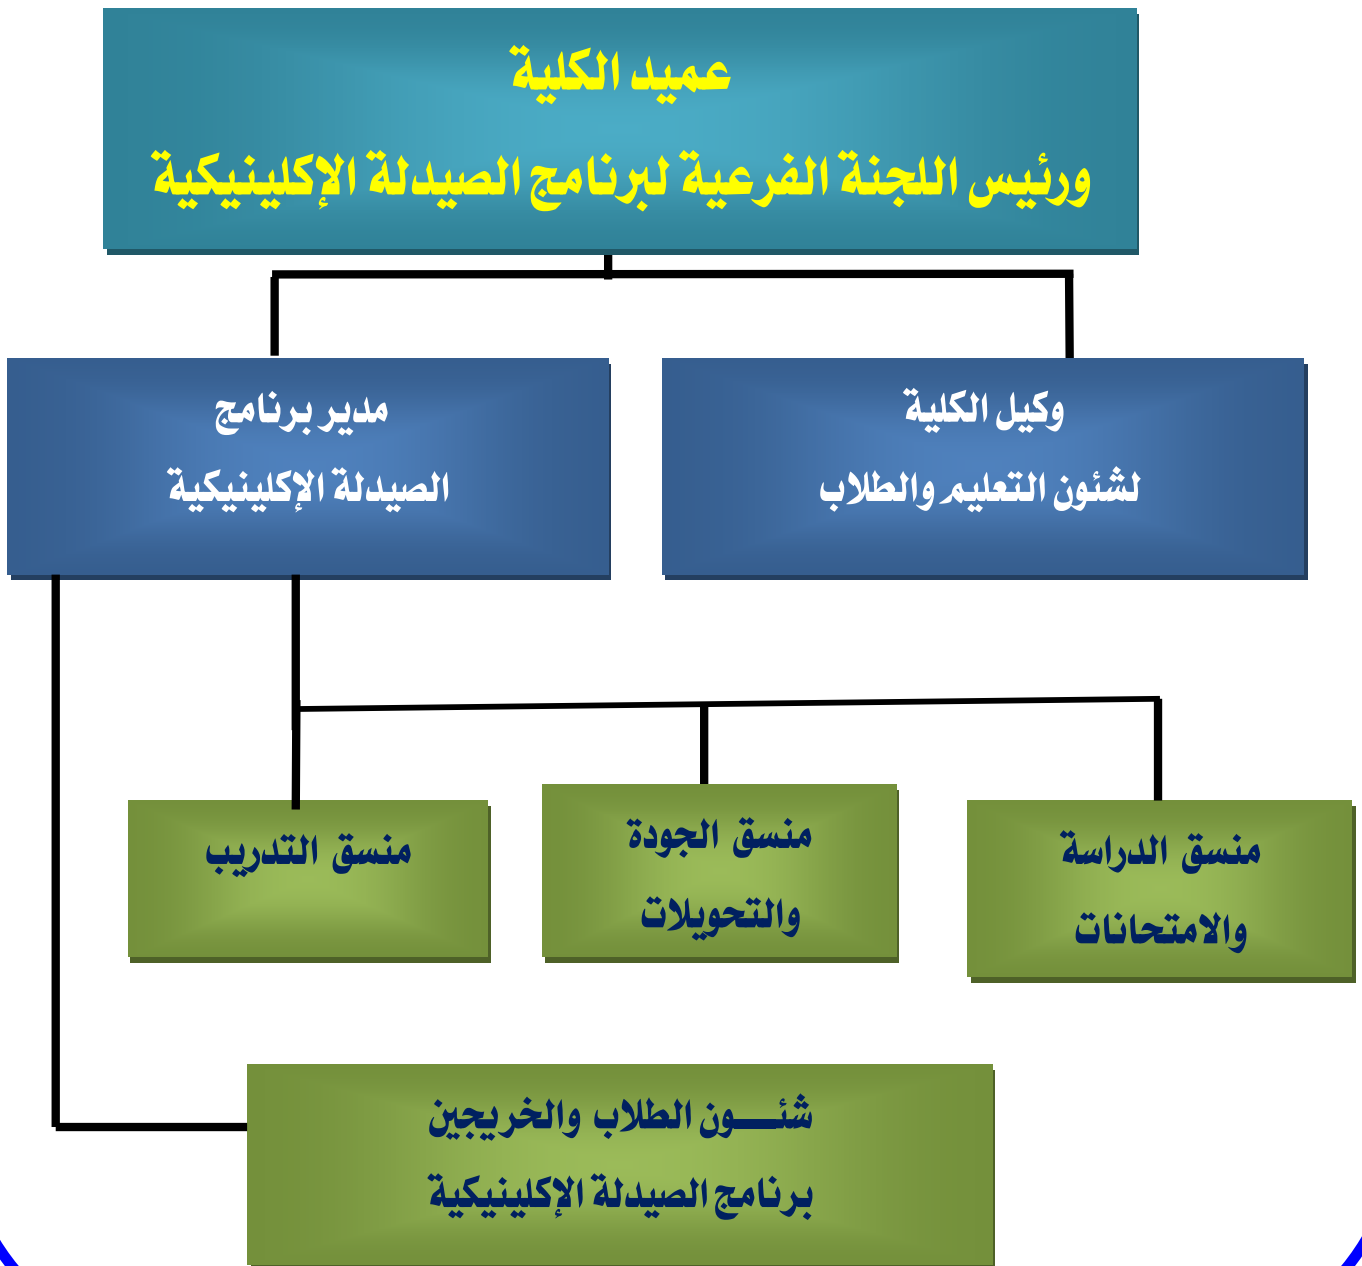 عميد الكلية
ورئيس اللجنة الفرعية لبرنامج الصيدلة الإكلينيكية
وكيل الكلية
لشئون التعليم والطلاب
مدير برنامج
الصيدلة الإكلينيكية
منسق الدراسة
والامتحانات
منسق الجودة
والتحويلات
منسق التدريب
شئـــون الطلاب والخريجين
برنامج الصيدلة الإكلينيكية